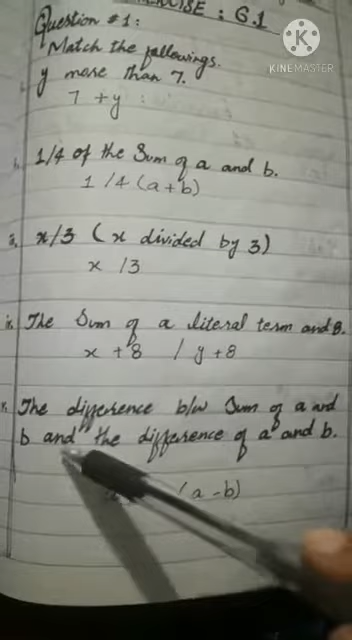 EXERCISE : 6.1
Question #1:
Match the followings.
y more than 7.
7 + y
1/4 of the Sum of a and b.
1/4 (a+b)
x/3 (x divided by 3)
x /3
iv. The Sum of a literal term and 8.
x + 8 / y + 8
v. The difference b/w Sum of a and
b and the difference of a and b.
(a - b)
KINEMASTER